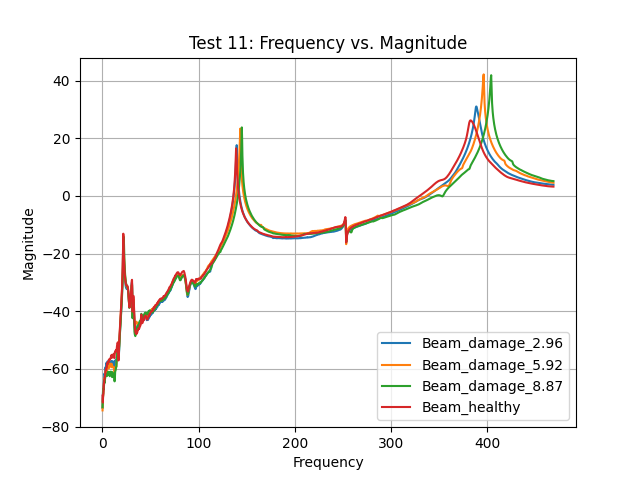 Test 11: Frequency vs. Magnitude
Magnitude
40
20
0
−20
−40
−60
−80
0
100
200
300
400
Frequency
Beam_damage_2.96
Beam_damage_5.92
Beam_damage_8.87
Beam_healthy